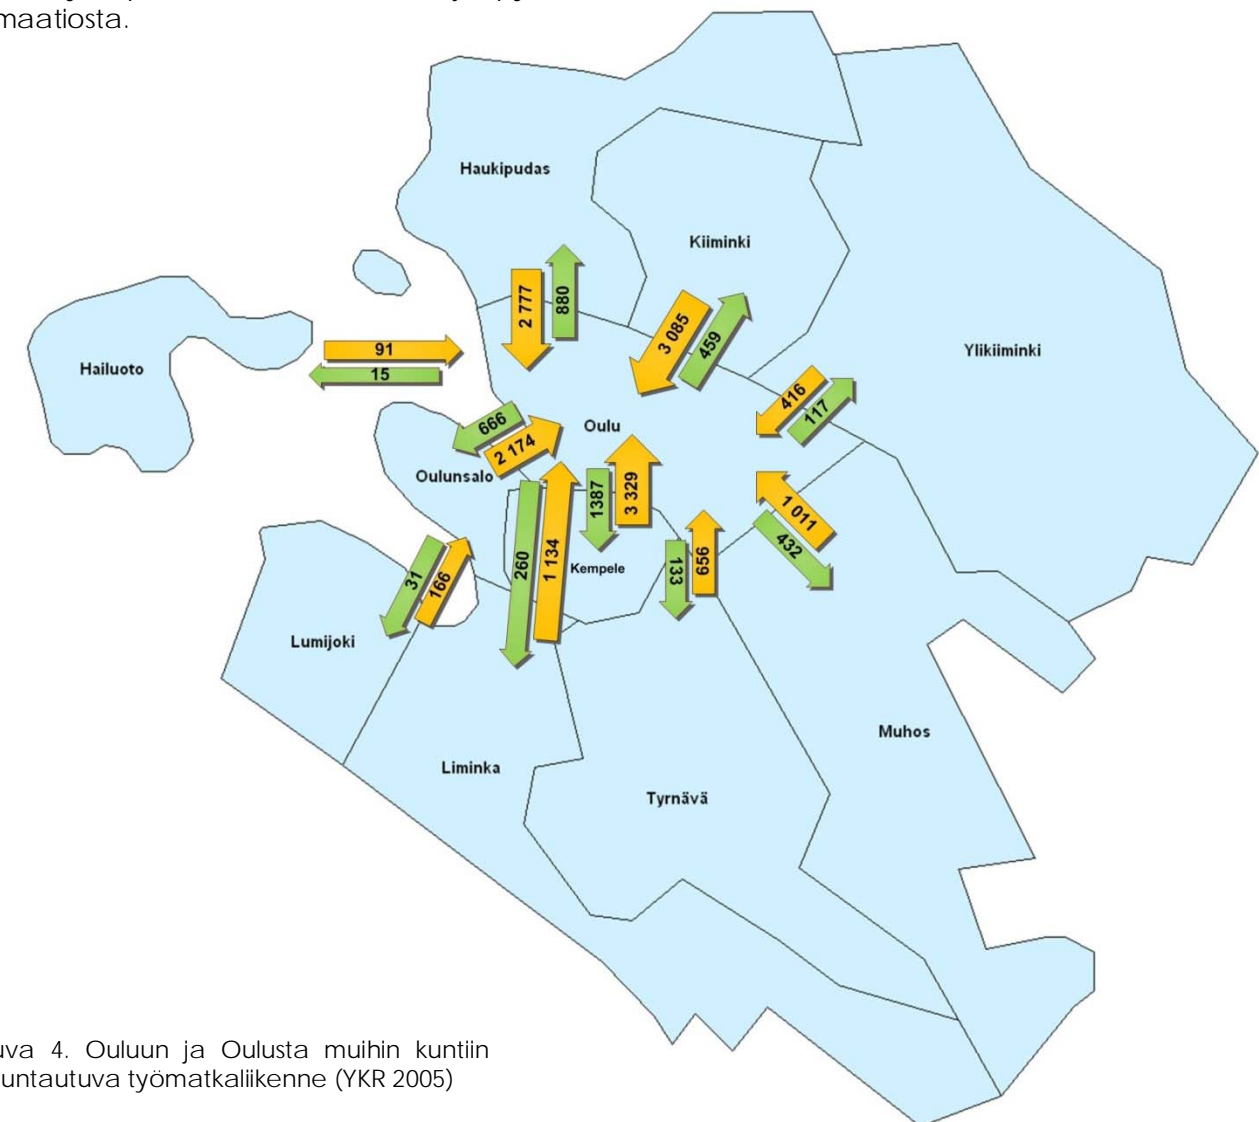 maatiosta.
Haukipudas
Kiiminki
2 777
880
3 085
459
Ylikiiminki
Hailuoto
91
15
416
117
666
2 174
Oulu
Oulunsalo
1387
3 329
1 011
432
260
1 134
Kempele
133
656
31
166
Lumijoki
Muhos
Liminka
Tyrnävä
uva 4. Ouluun ja Oulusta muihin kuntiin
untautuva työmatkaliikenne (YKR 2005)